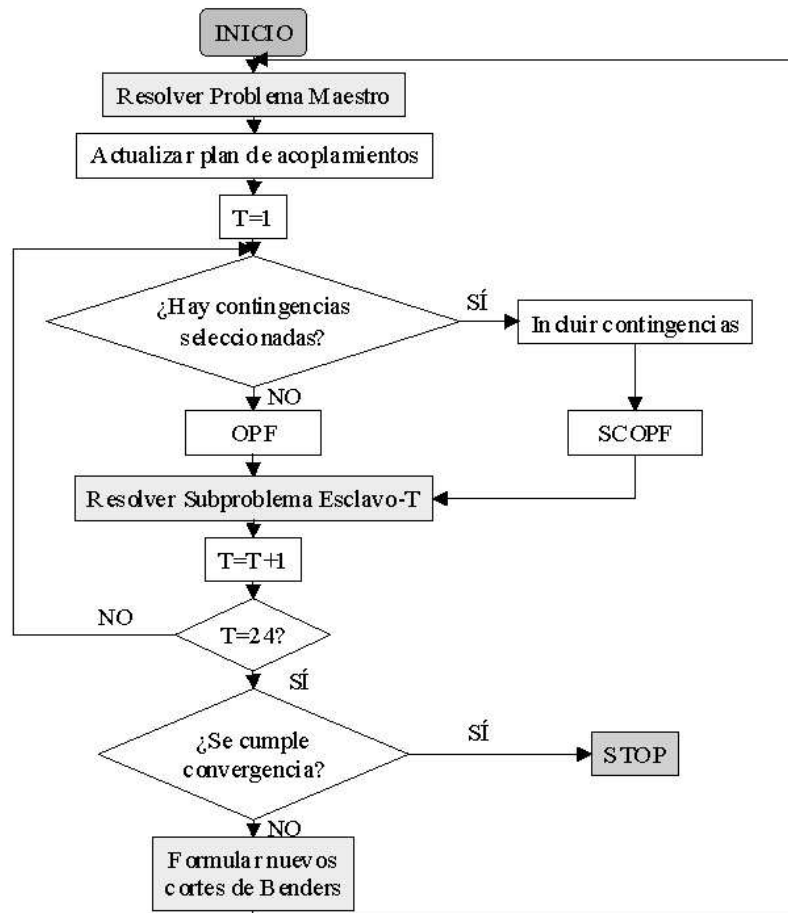 INICIO
Resolver Problema Maestro
Actualizar plan de acoplamientos
T=1
¿Hay contingencias
seleccionadas?
SÍ
Incluir contingencias
NO
OPF
SCOPF
Resolver Subproblema Esclavo-T
T=T+1
NO
T=24?
SÍ
¿Se cumple
convergencia?
SÍ
STOP
NO
Formular nuevos
cortes de Benders